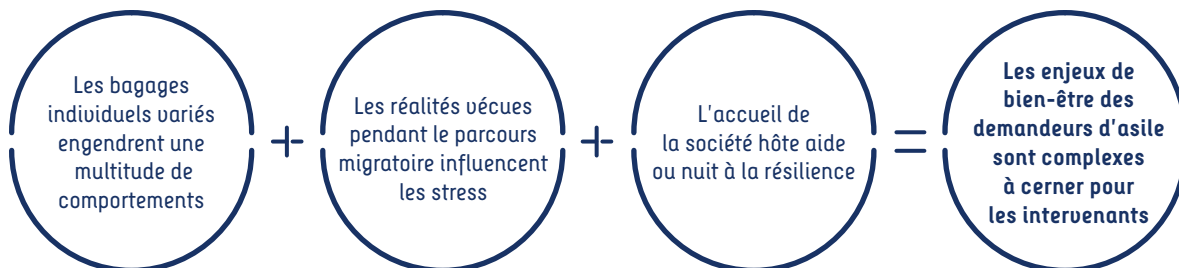 Les bagages
individuels variés
engendrent une
multitude de
comportements
+
Les réalités vécues
pendant le parcours
migratoire influencent
les stress
+
L'accueil de
la société hôte aide
ou nuit à la résilience
=
Les enjeux de
bien-être des
demandeurs d'asile
sont complexes
à cerner pour
les intervenants